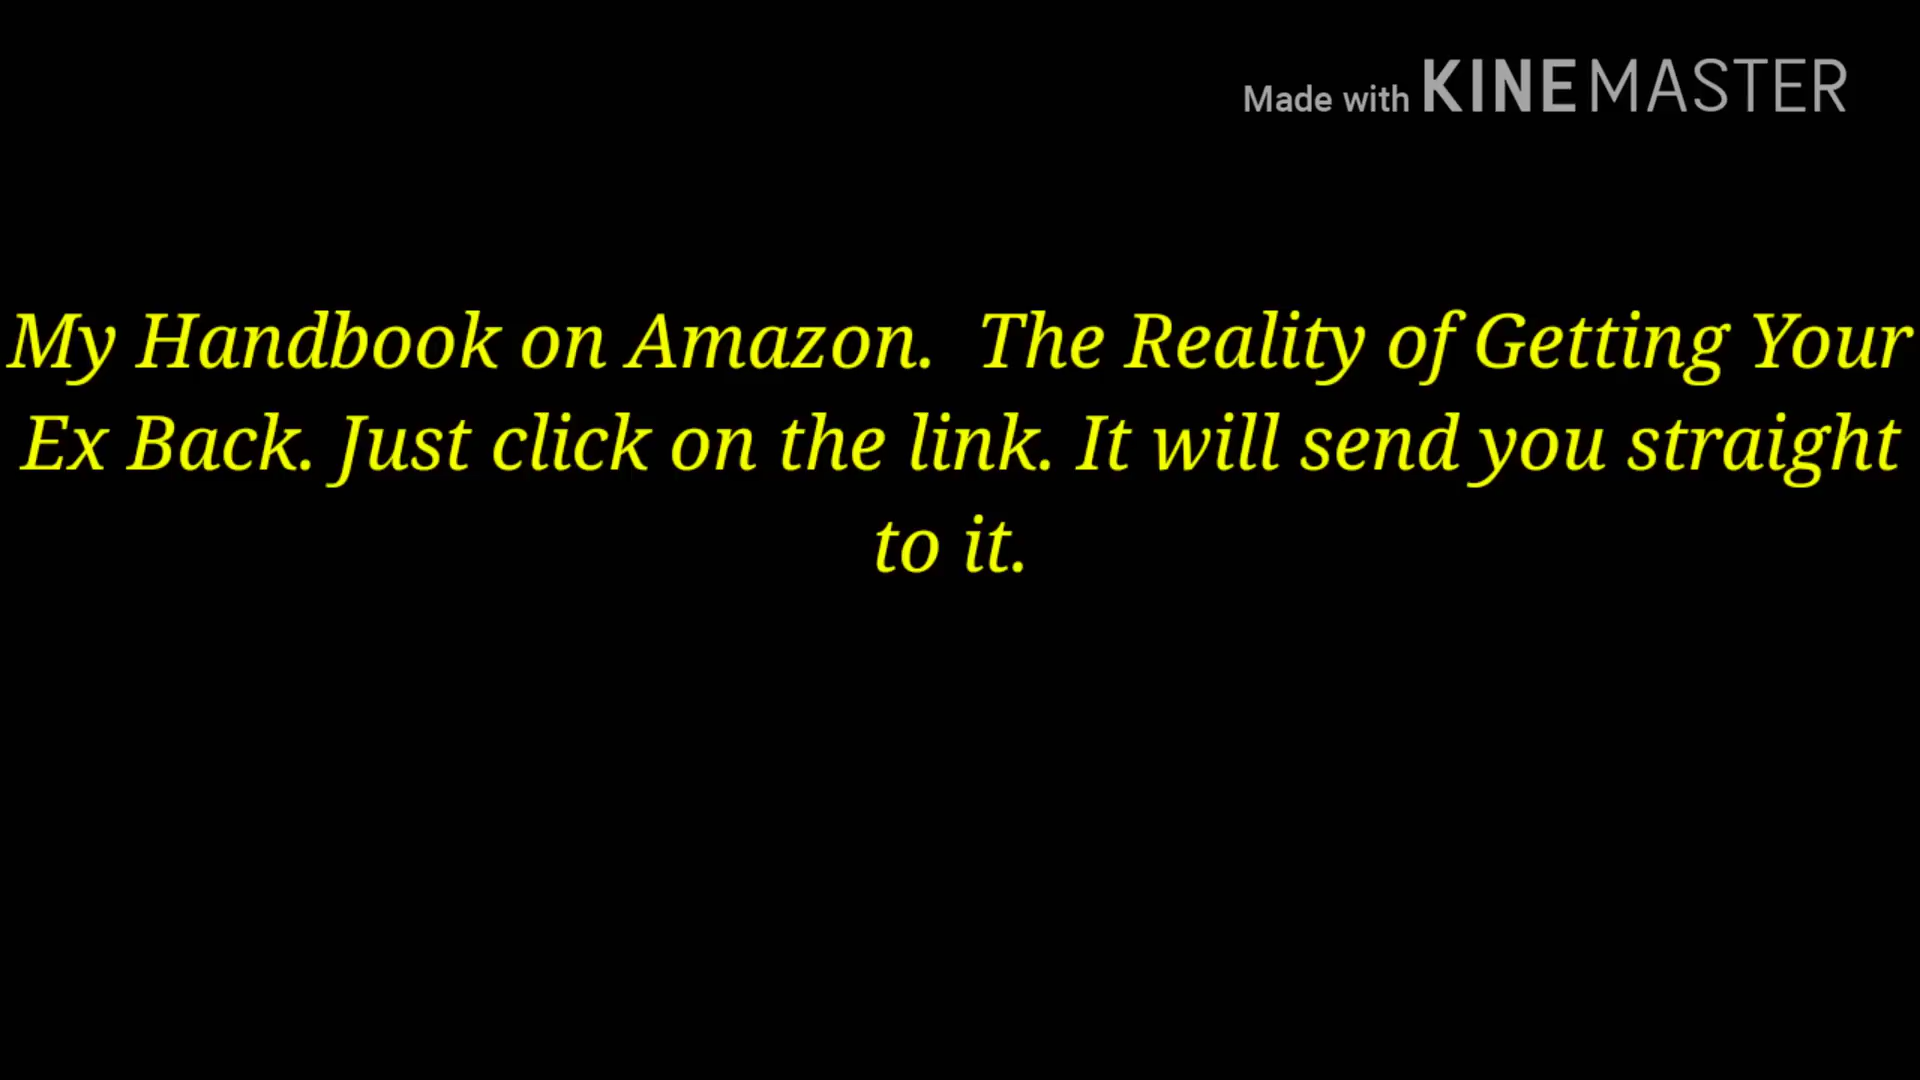 Made with KINEMASTER
My Handbook on Amazon.  The Reality of Getting Your
Ex Back. Just click on the link. It will send you straight
to it.